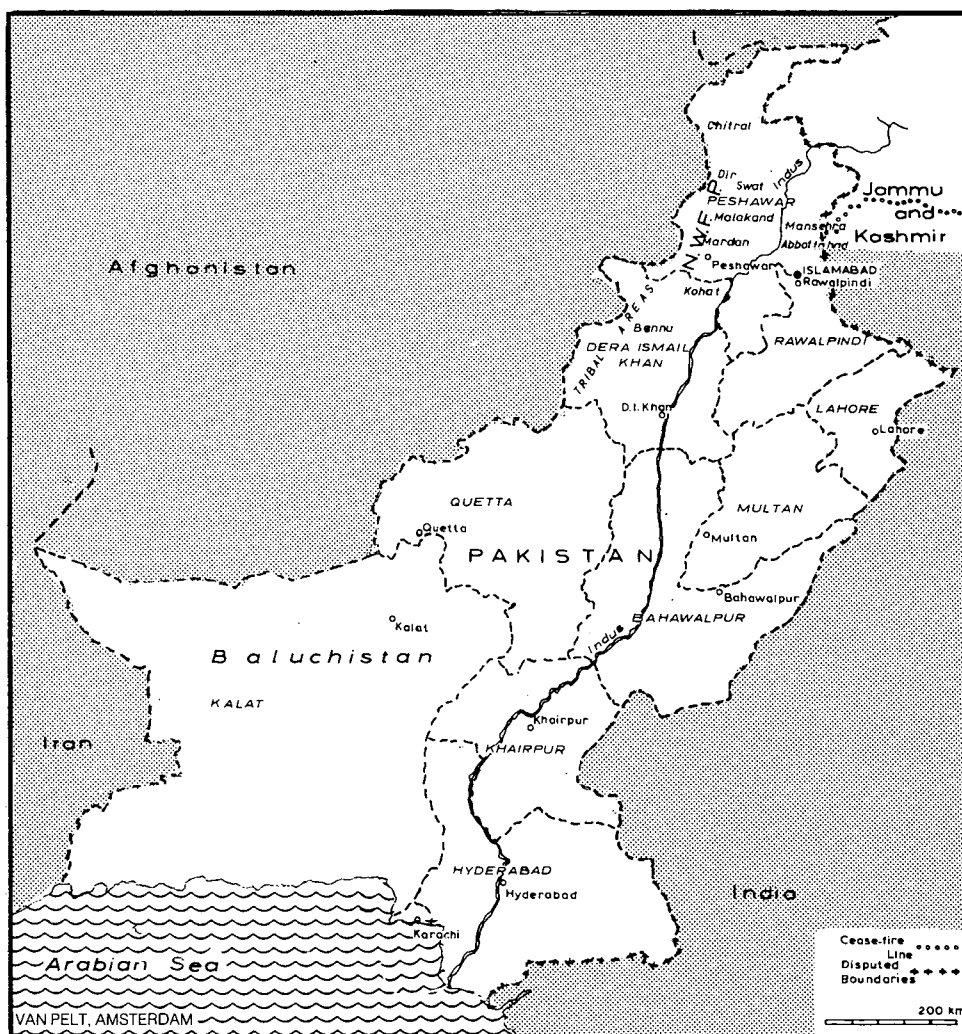 Chitral
Dir
Swat
Indus
PESHAWAR
N.W.F.P.
Malakand
Mansehra
Jammu
and
Kashmir
Mardan
Abbottabad
Afghanistan
Peshawar
ISLAMABAD
Rawalpindi
Kohat
TRIBAL AREAS
Bannu
DERA ISMAIL
KHAN
RAWALPINDI
D.I. Khan
LAHORE
Lahore
QUETTA
MULTAN
Quetta
Multan
PAKISTAN
Bahawalpur
Kalat
BAHAWALPUR
Indus
Baluchistan
KALAT
Khairpur
Iran
KHAIRPUR
HYDERABAD
Hyderabad
India
Karachi
Cease-fire
Line
Disputed
Boundaries
Arabian Sea
200 km
VAN PELT, AMSTERDAM